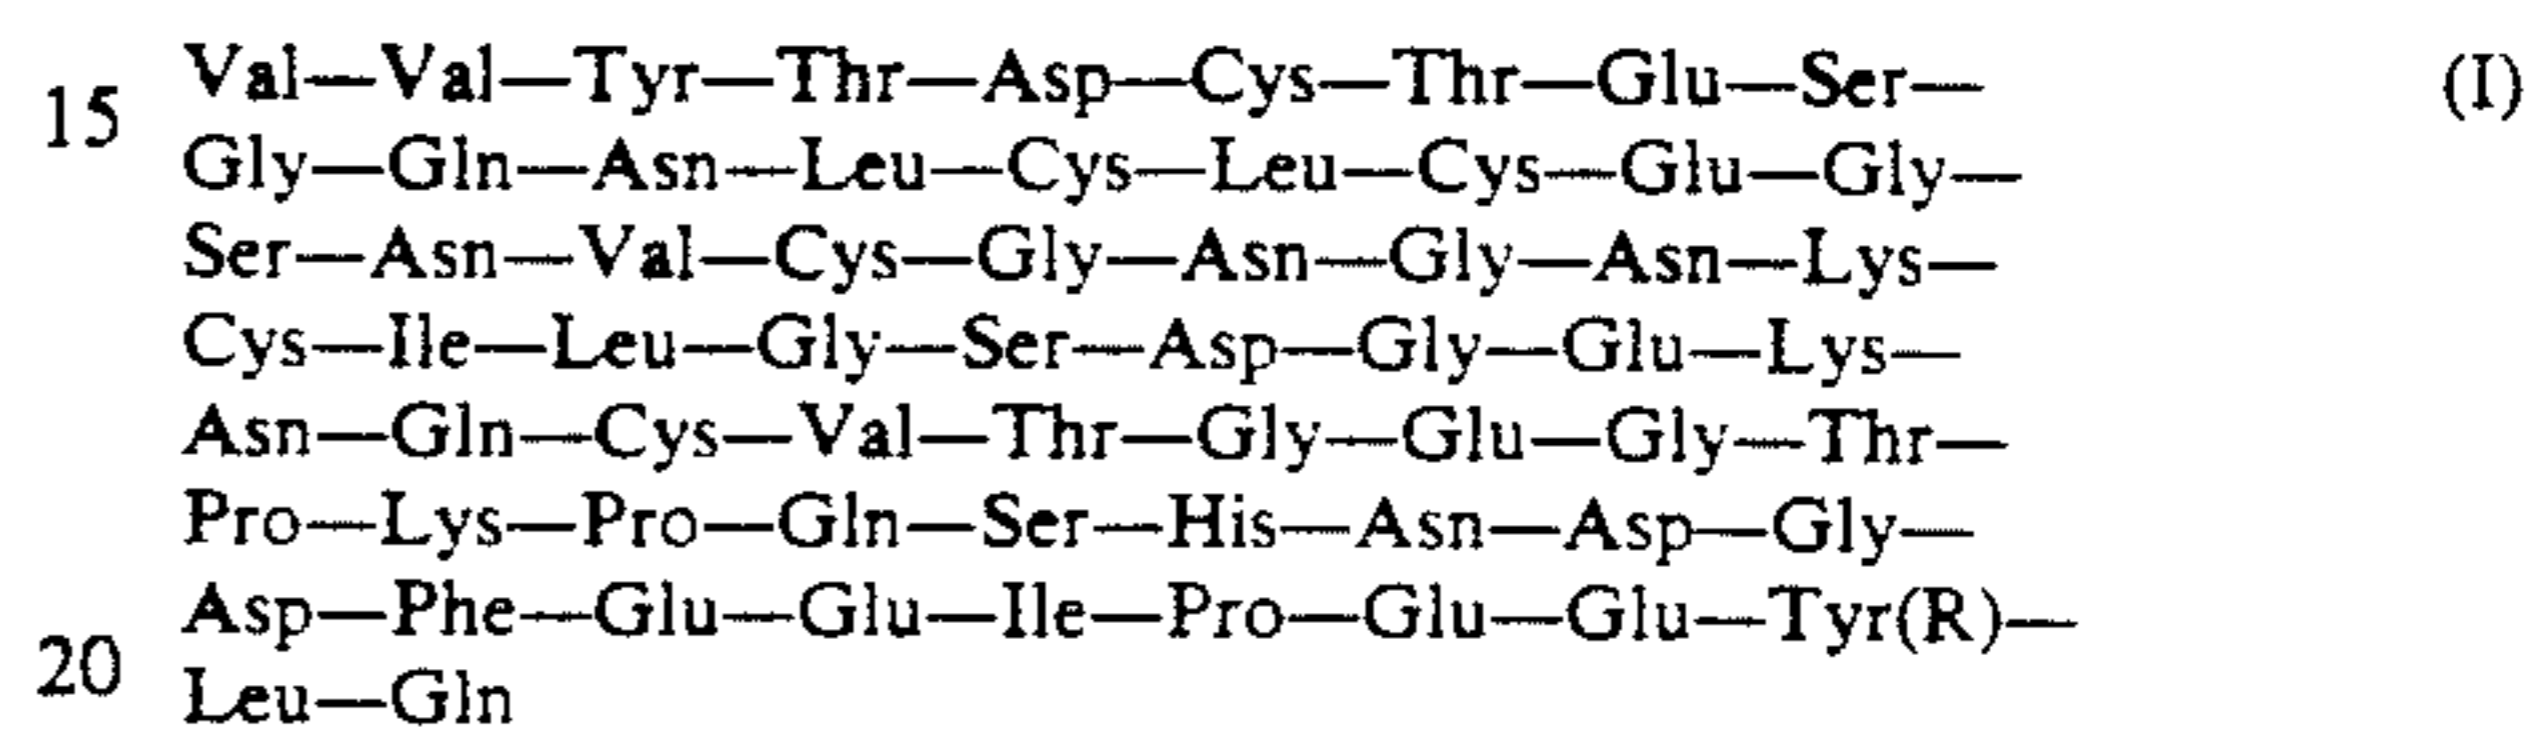 Val—Val—Tyr—Thr—Asp—Cys—Thr—Glu—Ser— (I)
15
Gly—Gln—Asn—Leu—Cys—Leu—Cys—Glu—Gly—
Ser—Asn—Val—Cys—Gly—Asn—Gly—Asn—Lys—
Cys—Ile—Leu—Gly—Ser—Asp—Gly—Glu—Lys—
Asn—Gln—Cys—Val—Thr—Gly—Glu—Gly—Thr—
Pro—Lys—Pro—Gln—Ser—His—Asn—Asp—Gly—
Asp—Phe—Glu—Glu—Ile—Pro—Glu—Glu—Tyr(R)—
20
Leu—Gln